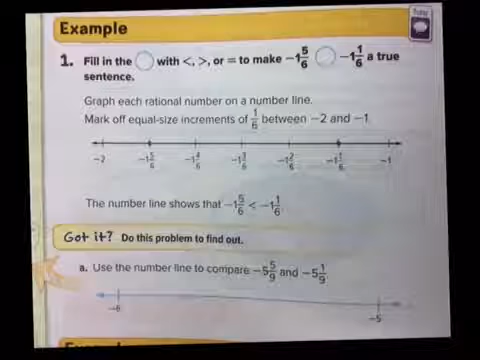 Example
1. Fill in the ◯ with <, >, or = to make −1 5/6 ◯ −1 1/6 a true
sentence.
Graph each rational number on a number line.
Mark off equal-size increments of 1/6 between −2 and −1.
−2 −1 5/6 −1 4/6 −1 3/6 −1 2/6 −1 1/6 −1
The number line shows that −1 5/6 < −1 1/6.
Got it? Do this problem to find out.
a. Use the number line to compare −5 5/9 and −5 1/9.
−6 −5